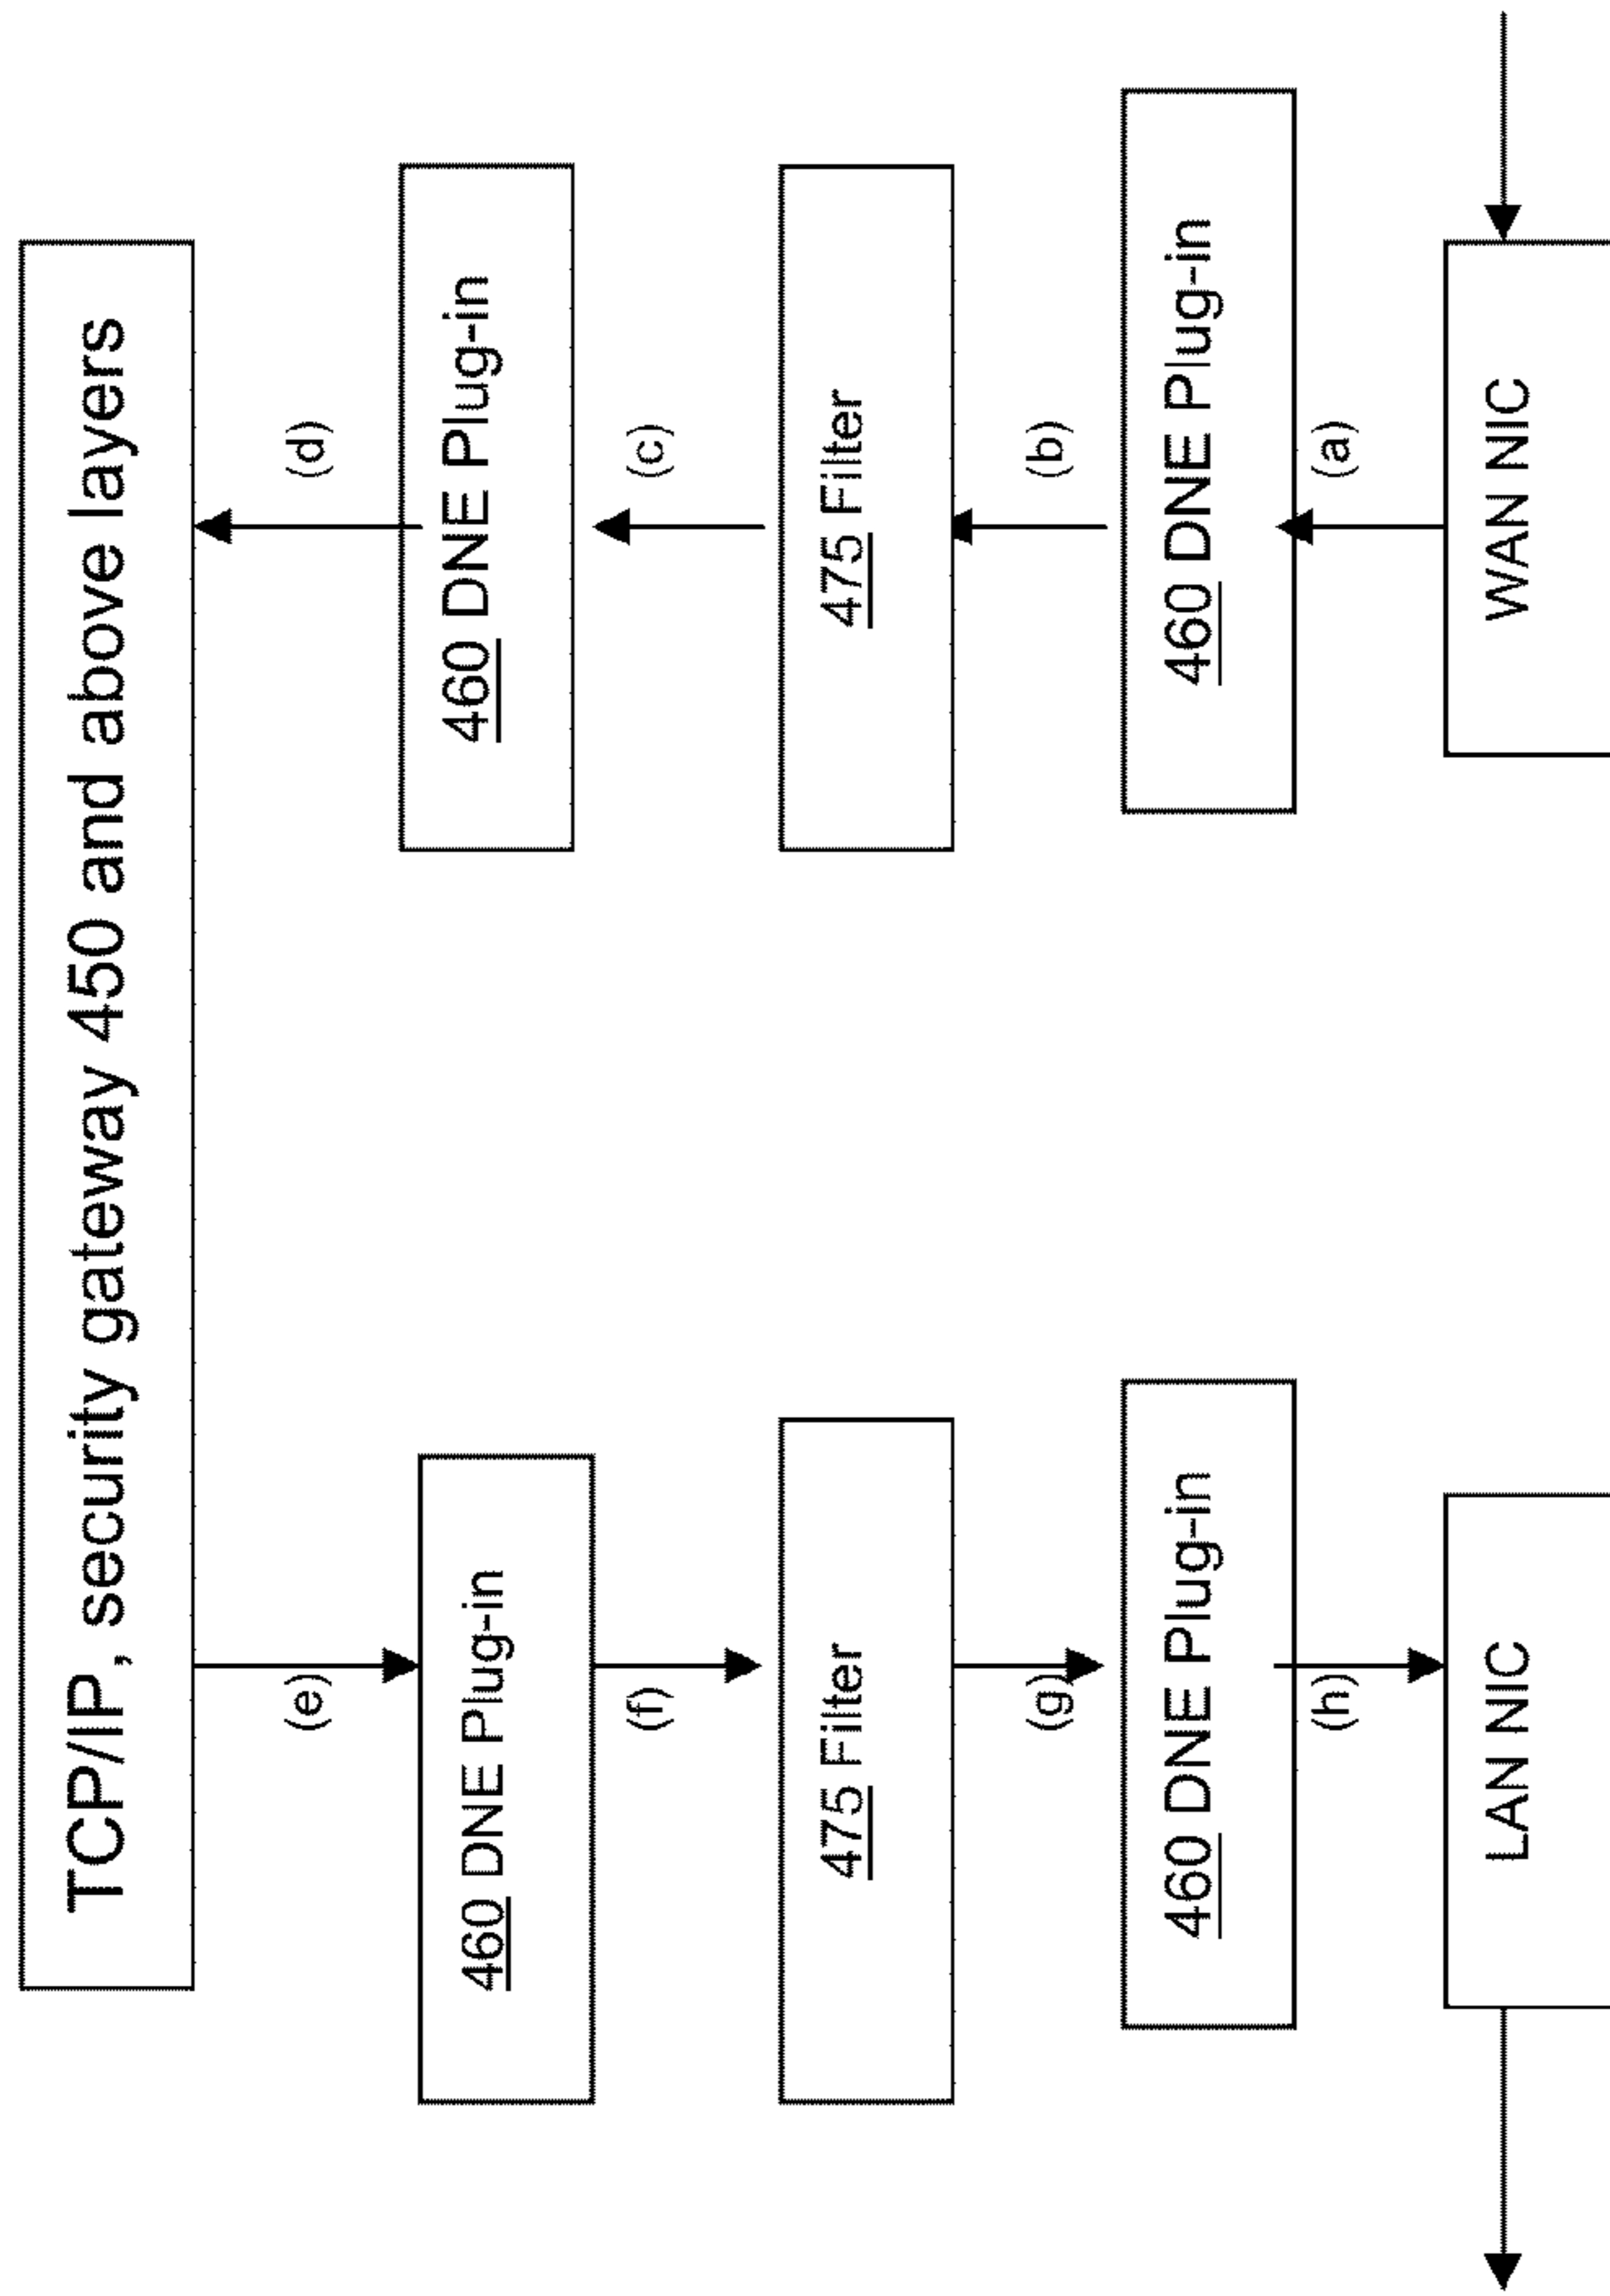 TCP/IP, security gateway 450 and above layers
(e)
(d)
460 DNE Plug-in
460 DNE Plug-in
(f)
(c)
475 Filter
475 Filter
(g)
(b)
460 DNE Plug-in
460 DNE Plug-in
(h)
(a)
LAN NIC
WAN NIC